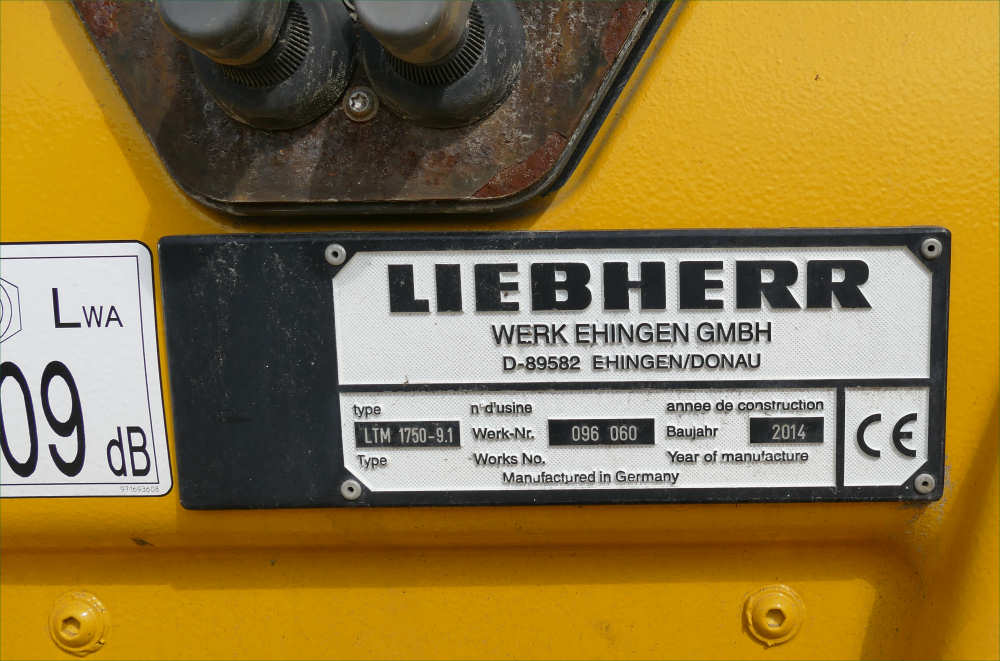 LWA
09 dB
971693608
LIEBHERR
WERK EHINGEN GMBH
D-89582 EHINGEN/DONAU
type n°d'usine annee de construction
LTM 1750-9.1 Werk-Nr. 096 060 Baujahr 2014
Type Works No. Year of manufacture
Manufactured in Germany
CE